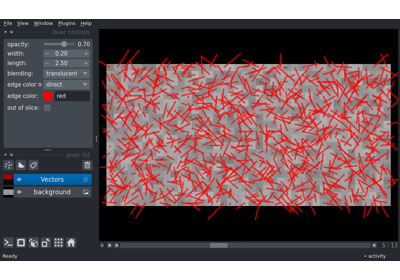 File View Window Plugins Help
layer controls
opacity: 0.70
width: 0.20
length: 2.50
blending: translucent
edge color m direct
edge color: red
out of slice:
layer list
Vectors
background
0 5 13
Ready activity